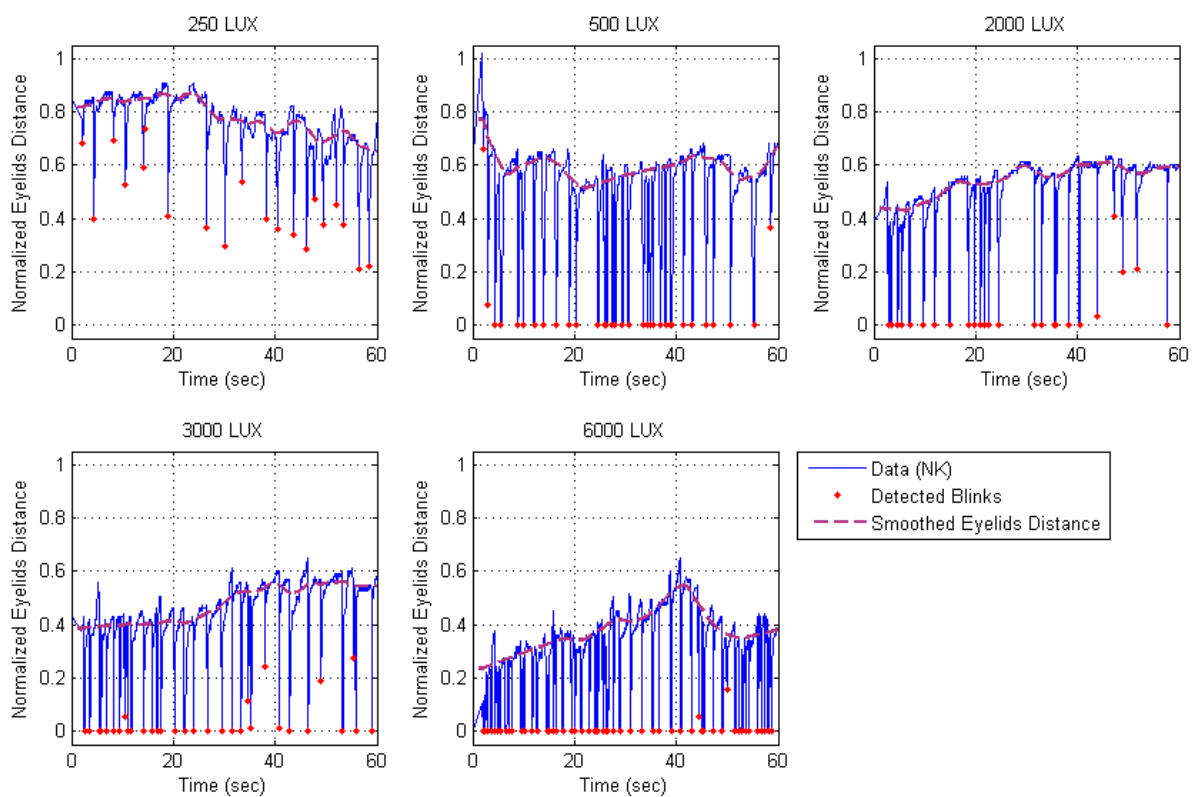 250 LUX
1
0.8
0.6
0.4
0.2
0
Normalized Eyelids Distance
0 20 40 60
Time (sec)
500 LUX
1
0.8
0.6
0.4
0.2
0
Normalized Eyelids Distance
0 20 40 60
Time (sec)
2000 LUX
1
0.8
0.6
0.4
0.2
0
Normalized Eyelids Distance
0 20 40 60
Time (sec)
3000 LUX
1
0.8
0.6
0.4
0.2
0
Normalized Eyelids Distance
0 20 40 60
Time (sec)
6000 LUX
1
0.8
0.6
0.4
0.2
0
Normalized Eyelids Distance
0 20 40 60
Time (sec)
Data (NK)
Detected Blinks
Smoothed Eyelids Distance